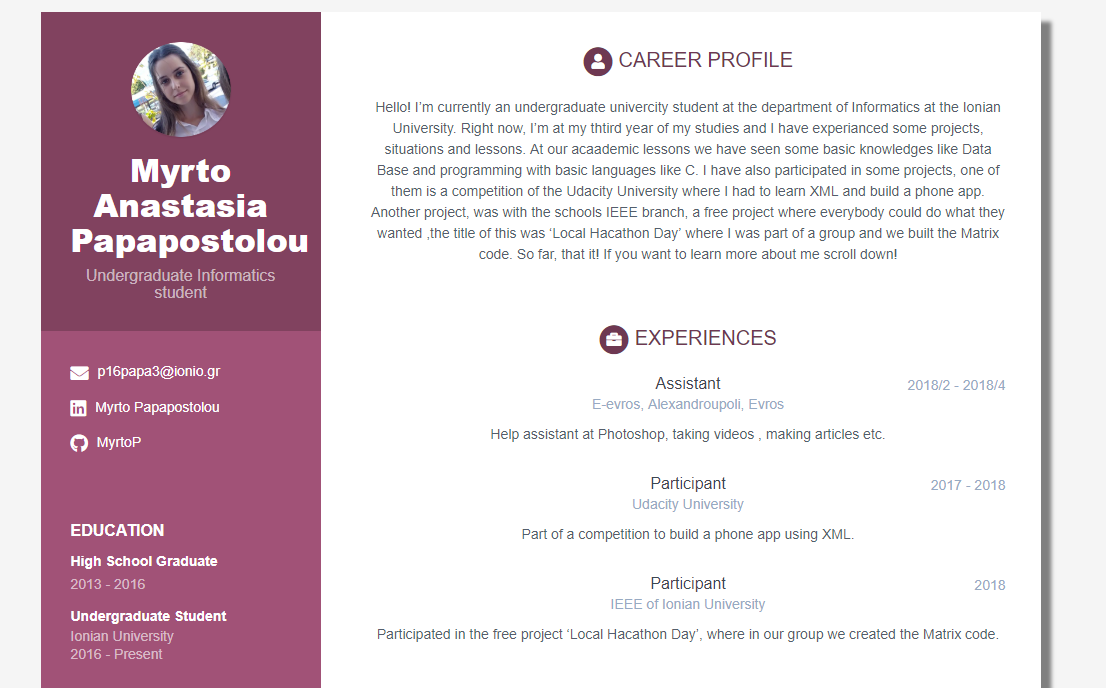 Myrto
Anastasia
Papapostolou
Undergraduate Informatics
student
p16papa3@ionio.gr
Myrto Papapostolou
MyrtoP
EDUCATION
High School Graduate
2013 - 2016
Undergraduate Student
Ionian University
2016 - Present
CAREER PROFILE
Hello! I’m currently an undergraduate univercity student at the department of Informatics at the Ionian
University. Right now, I’m at my thtird year of my studies and I have experianced some projects,
situations and lessons. At our acaademic lessons we have seen some basic knowledges like Data
Base and programming with basic languages like C. I have also participated in some projects, one of
them is a competition of the Udacity University where I had to learn XML and build a phone app.
Another project, was with the schools IEEE branch, a free project where everybody could do what they
wanted ,the title of this was ‘Local Hacathon Day’ where I was part of a group and we built the Matrix
code. So far, that it! If you want to learn more about me scroll down!
EXPERIENCES
Assistant
2018/2 - 2018/4
E-evros, Alexandroupoli, Evros
Help assistant at Photoshop, taking videos , making articles etc.
Participant
2017 - 2018
Udacity University
Part of a competition to build a phone app using XML.
Participant
2018
IEEE of Ionian University
Participated in the free project ‘Local Hacathon Day’, where in our group we created the Matrix code.